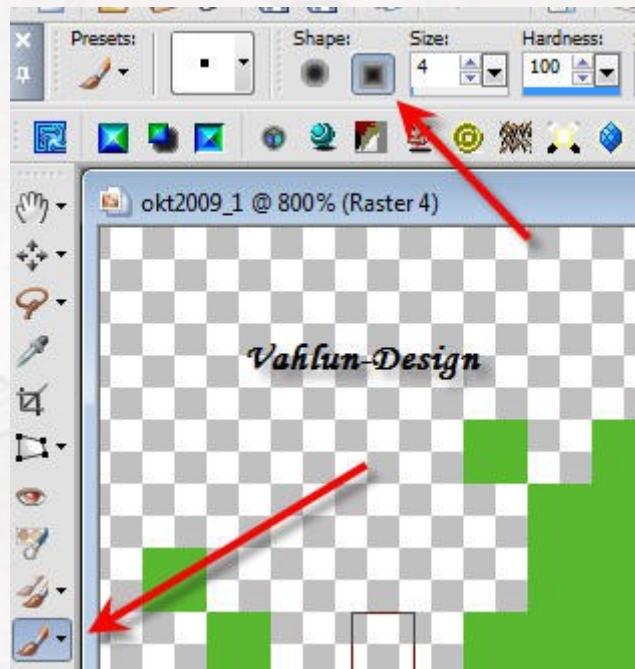 Presets:
Shape:
Size:
Hardness:
4
100
okt2009_1 @ 800% (Raster 4)
Vahlun-Design